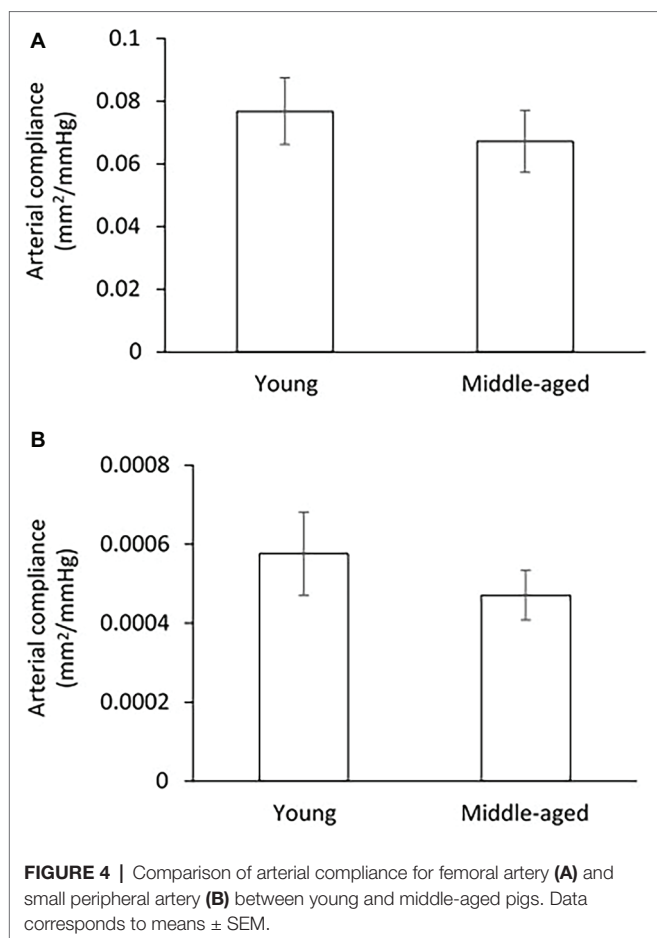 A
Arterial compliance
(mm²/mmHg)
0.1
0.08
0.06
0.04
0.02
0
Young Middle-aged
B
Arterial compliance
(mm²/mmHg)
0.0008
0.0006
0.0004
0.0002
0
Young Middle-aged
FIGURE 4 | Comparison of arterial compliance for femoral artery (A) and
small peripheral artery (B) between young and middle-aged pigs. Data
corresponds to means ± SEM.